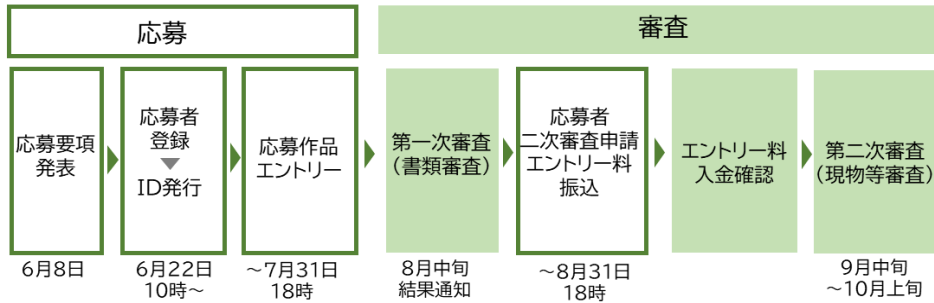 応募
審査
応募要項
発表
応募者
登録
ID発行
応募作品
エントリー
第一次審査
(書類審査)
応募者
二次審査申請
エントリー料
振込
エントリー料
入金確認
第二次審査
(現物等審査)
6月8日
6月22日
10時~
~7月31日
18時
8月中旬
結果通知
~8月31日
18時
9月中旬
~10月上旬